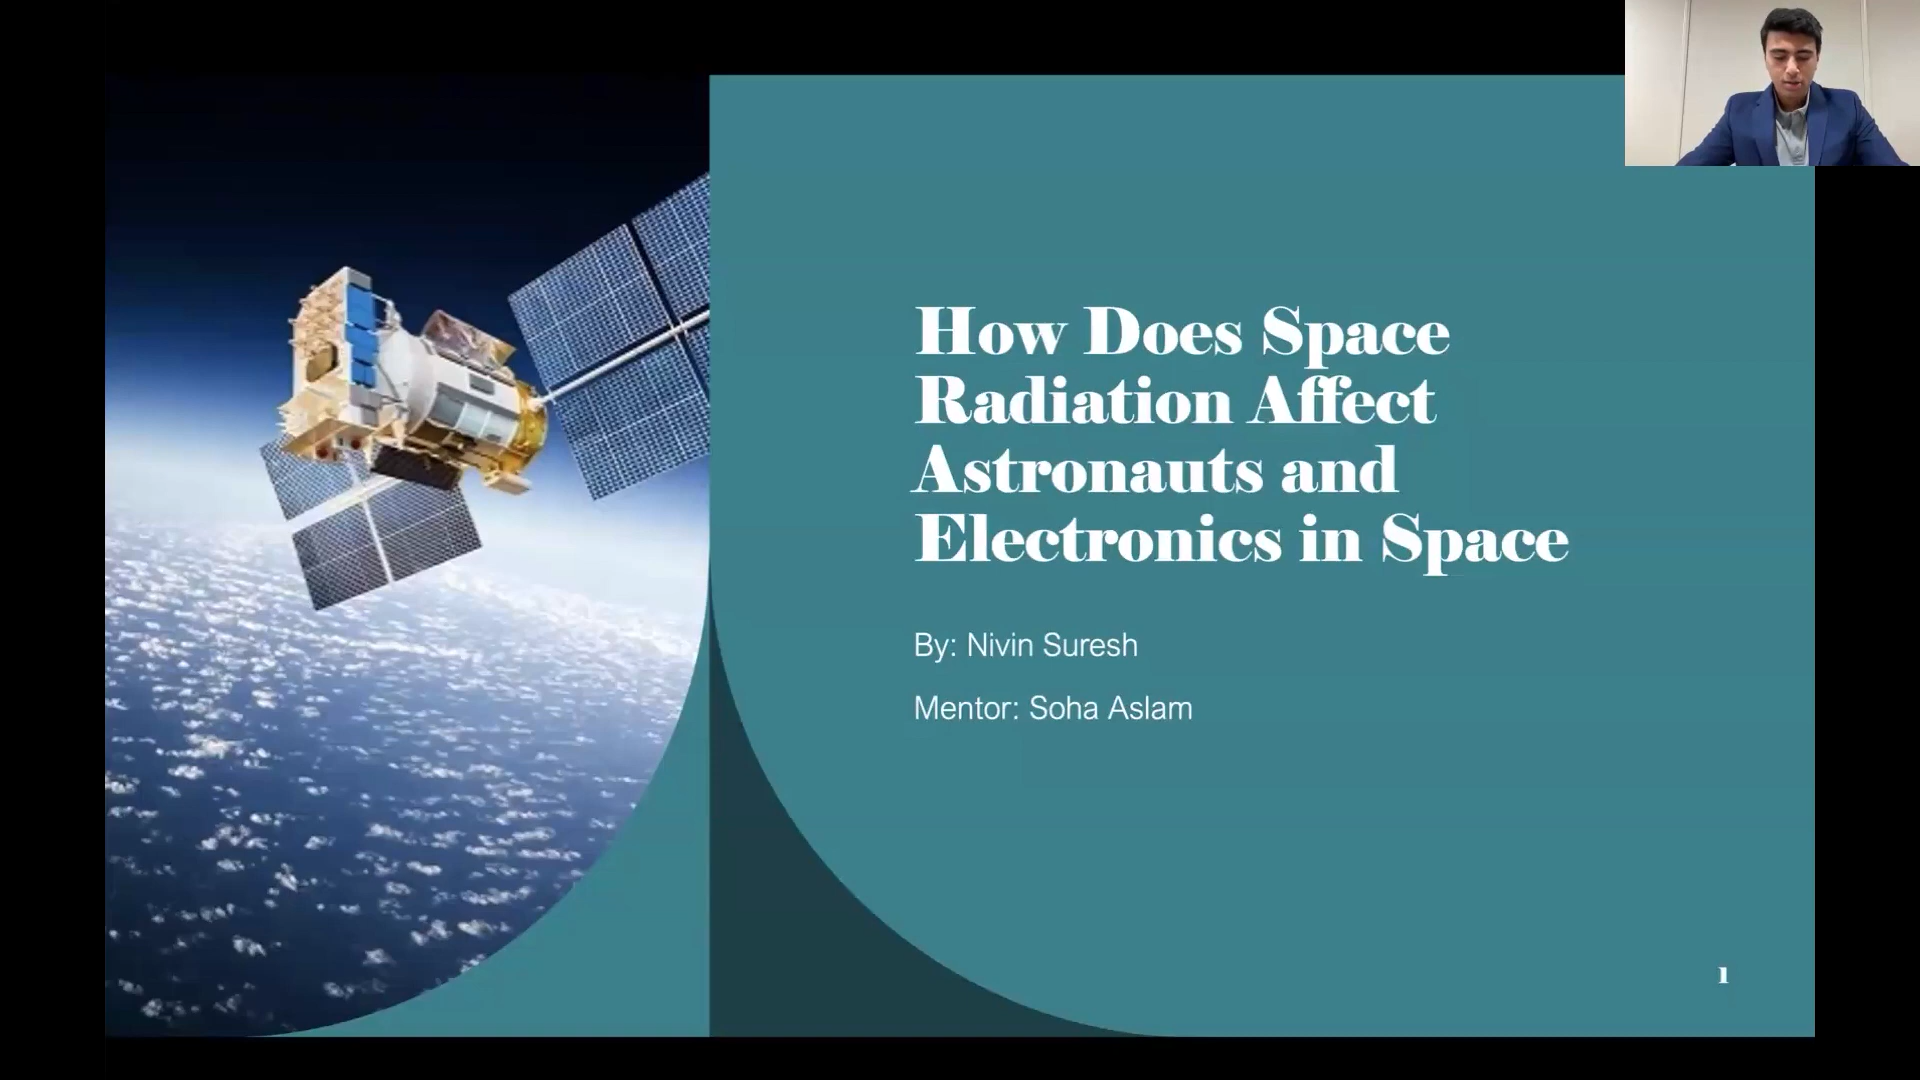 How Does Space
Radiation Affect
Astronauts and
Electronics in Space
By: Nivin Suresh
Mentor: Soha Aslam
1